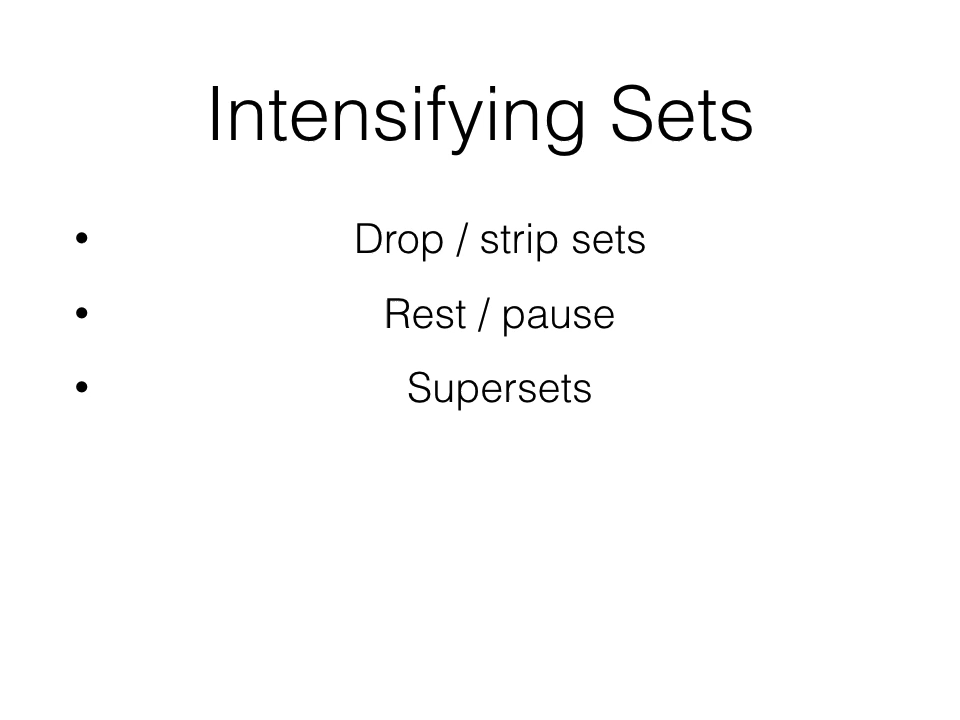 Intensifying Sets
• Drop / strip sets
• Rest / pause
• Supersets